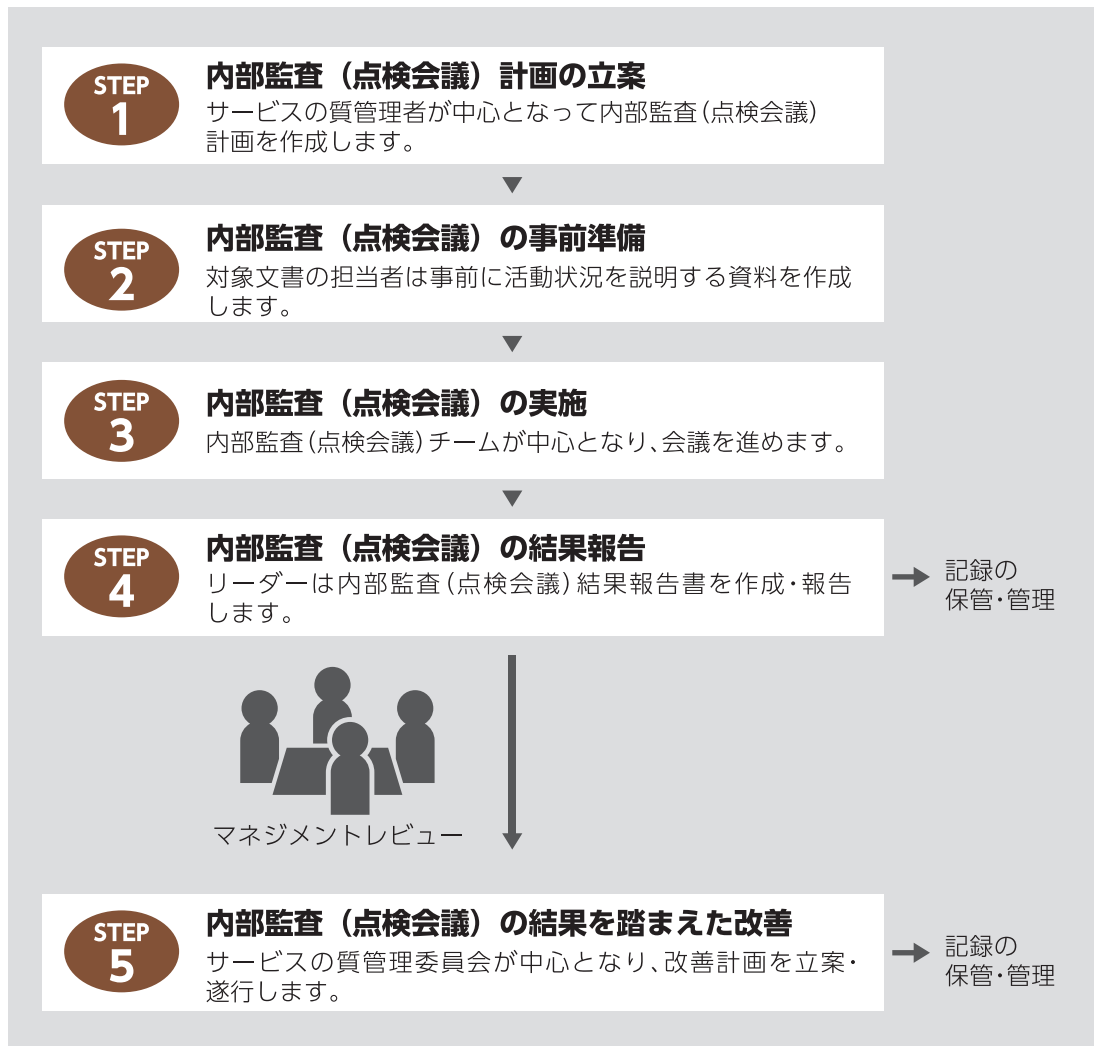 STEP
1
内部監査（点検会議）計画の立案
サービスの質管理者が中心となって内部監査（点検会議）
計画を作成します。
STEP
2
内部監査（点検会議）の事前準備
対象文書の担当者は事前に活動状況を説明する資料を作成
します。
STEP
3
内部監査（点検会議）の実施
内部監査（点検会議）チームが中心となり、会議を進めます。
STEP
4
内部監査（点検会議）の結果報告
リーダーは内部監査（点検会議）結果報告書を作成・報告
します。
記録の
保管・管理
マネジメントレビュー
STEP
5
内部監査（点検会議）の結果を踏まえた改善
サービスの質管理委員会が中心となり、改善計画を立案・
遂行します。
記録の
保管・管理